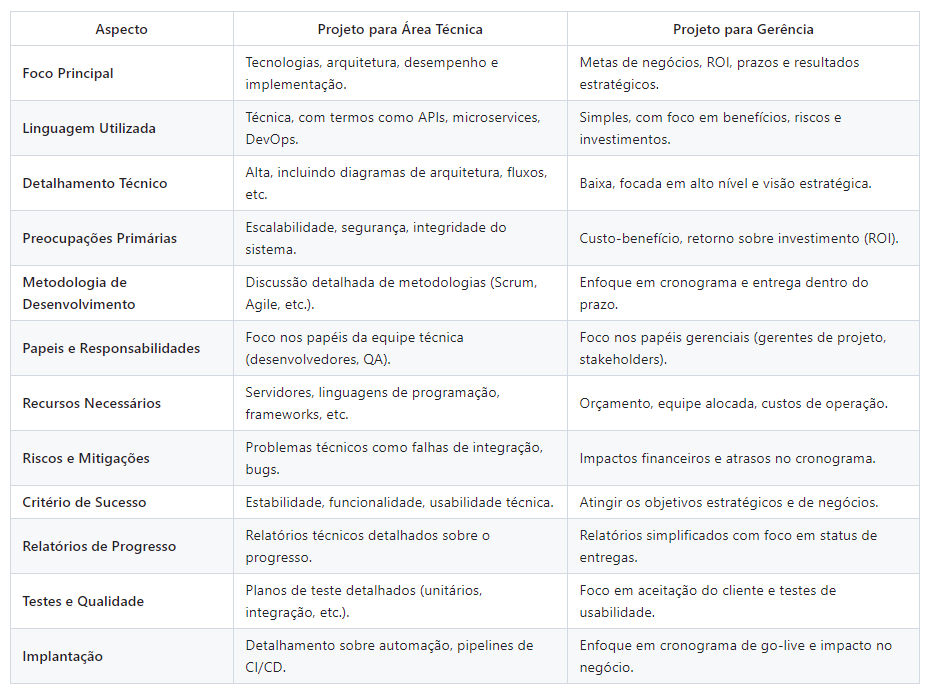 Aspecto
Projeto para Área Técnica
Projeto para Gerência
Foco Principal
Tecnologias, arquitetura, desempenho e
implementação.
Metas de negócios, ROI, prazos e resultados
estratégicos.
Linguagem Utilizada
Técnica, com termos como APIs, microservices,
DevOps.
Simples, com foco em benefícios, riscos e
investimentos.
Detalhamento Técnico
Alta, incluindo diagramas de arquitetura, fluxos,
etc.
Baixa, focada em alto nível e visão estratégica.
Preocupações Primárias
Escalabilidade, segurança, integridade do
sistema.
Custo-benefício, retorno sobre investimento (ROI).
Metodologia de
Desenvolvimento
Discussão detalhada de metodologias (Scrum,
Agile, etc.).
Enfoque em cronograma e entrega dentro do
prazo.
Papeis e Responsabilidades
Foco nos papéis da equipe técnica
(desenvolvedores, QA).
Foco nos papéis gerenciais (gerentes de projeto,
stakeholders).
Recursos Necessários
Servidores, linguagens de programação,
frameworks, etc.
Orçamento, equipe alocada, custos de operação.
Riscos e Mitigações
Problemas técnicos como falhas de integração,
bugs.
Impactos financeiros e atrasos no cronograma.
Critério de Sucesso
Estabilidade, funcionalidade, usabilidade técnica.
Atingir os objetivos estratégicos e de negócios.
Relatórios de Progresso
Relatórios técnicos detalhados sobre o
progresso.
Relatórios simplificados com foco em status de
entregas.
Testes e Qualidade
Planos de teste detalhados (unitários,
integração, etc.).
Foco em aceitação do cliente e testes de
usabilidade.
Implantação
Detalhamento sobre automação, pipelines de
CI/CD.
Enfoque em cronograma de go-live e impacto no
negócio.